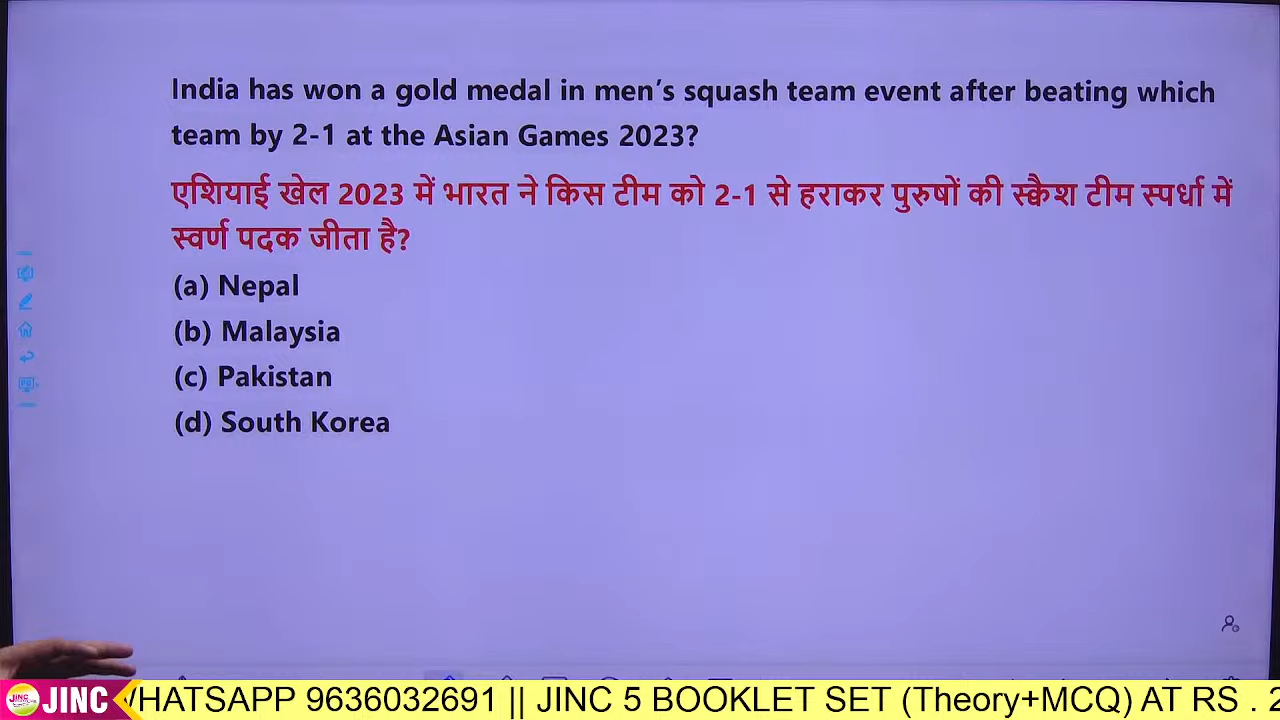 India has won a gold medal in men’s squash team event after beating which
team by 2-1 at the Asian Games 2023?
एशियाई खेल 2023 में भारत ने किस टीम को 2-1 से हराकर पुरुषों की स्क्वैश टीम स्पर्धा में
स्वर्ण पदक जीता है?
(a) Nepal
(b) Malaysia
(c) Pakistan
(d) South Korea
JINC HATSAPP 9636032691 || JINC 5 BOOKLET SET (Theory+MCQ) AT RS . 2